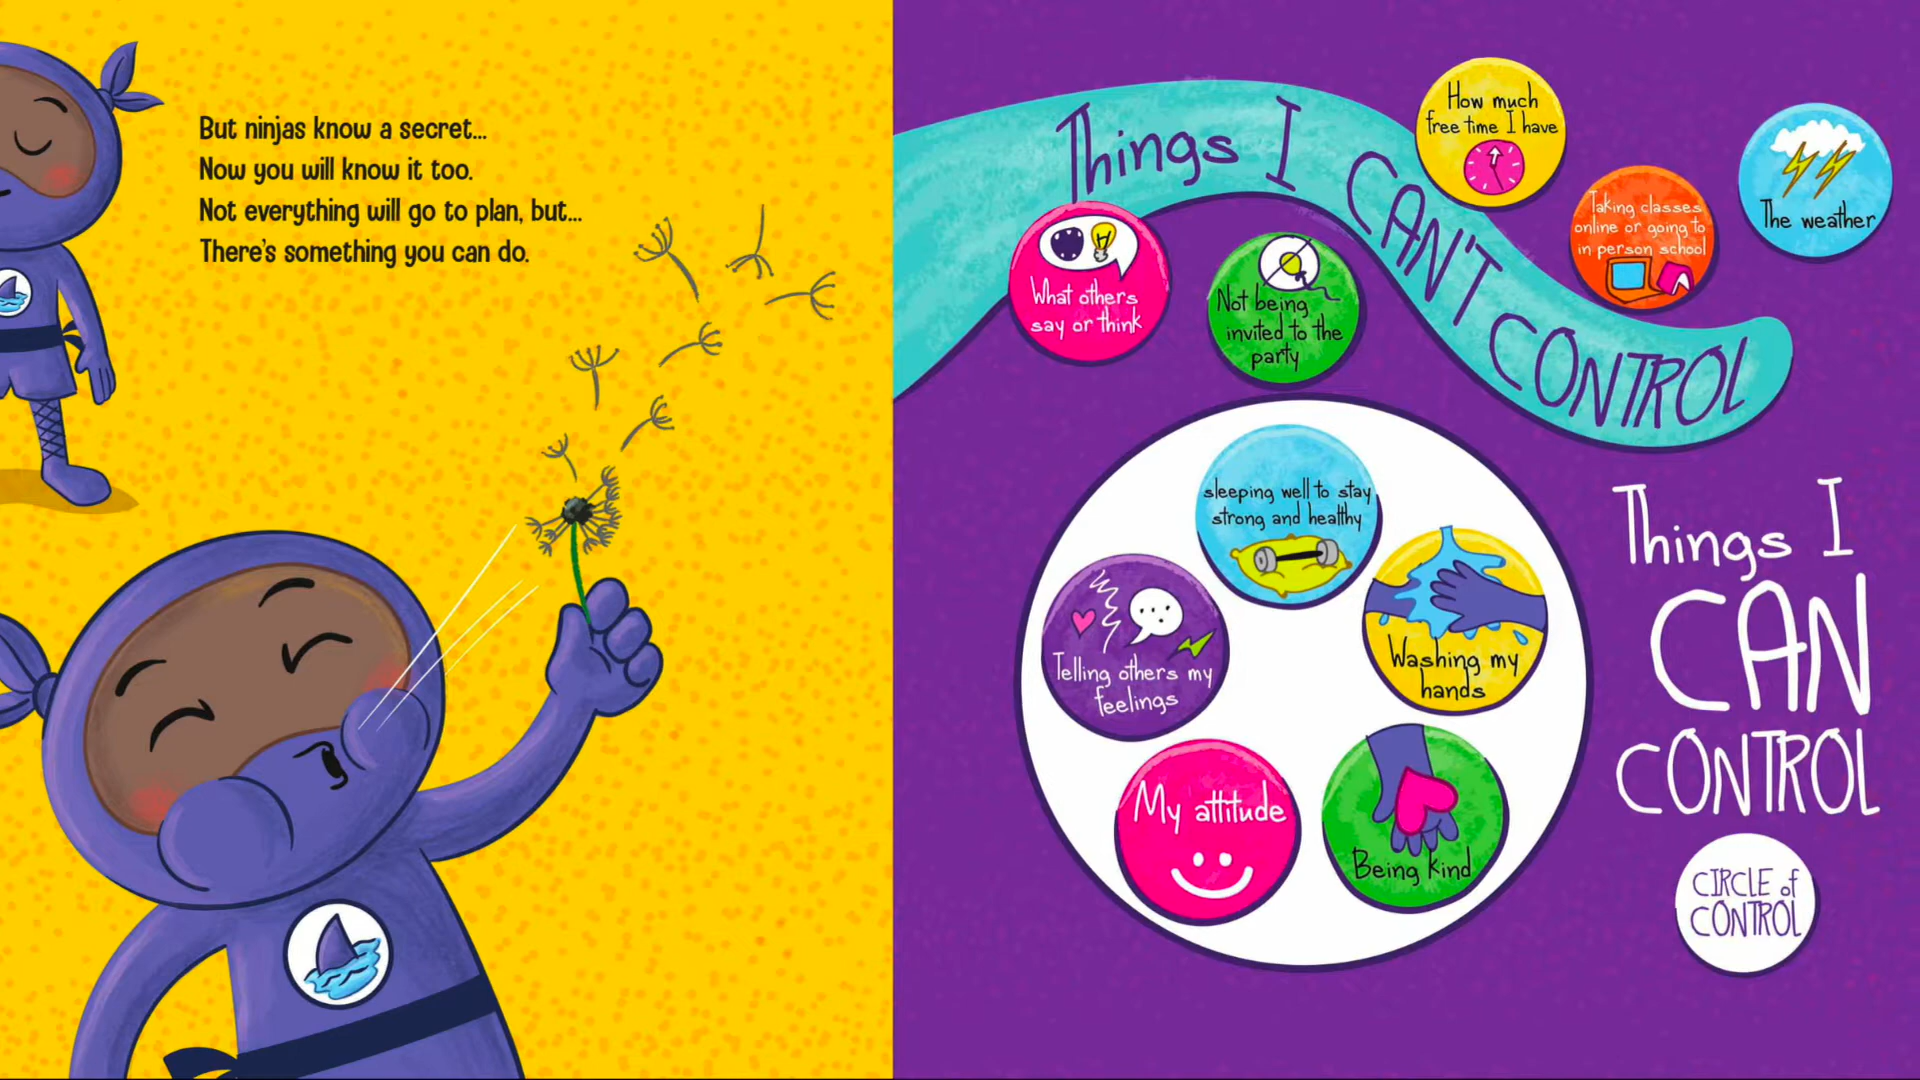 But ninjas know a secret...
Now you will know it too.
Not everything will go to plan, but...
There's something you can do.
Things I CAN'T CONTROL
How much
free time I have
Taking classes
online or going to
in person school
The weather
What others
say or think
Not being
invited to the
party
sleeping well to stay
strong and healthy
Telling others my
feelings
Washing my
hands
My attitude
Being kind
Things I
CAN
CONTROL
CIRCLE of
CONTROL